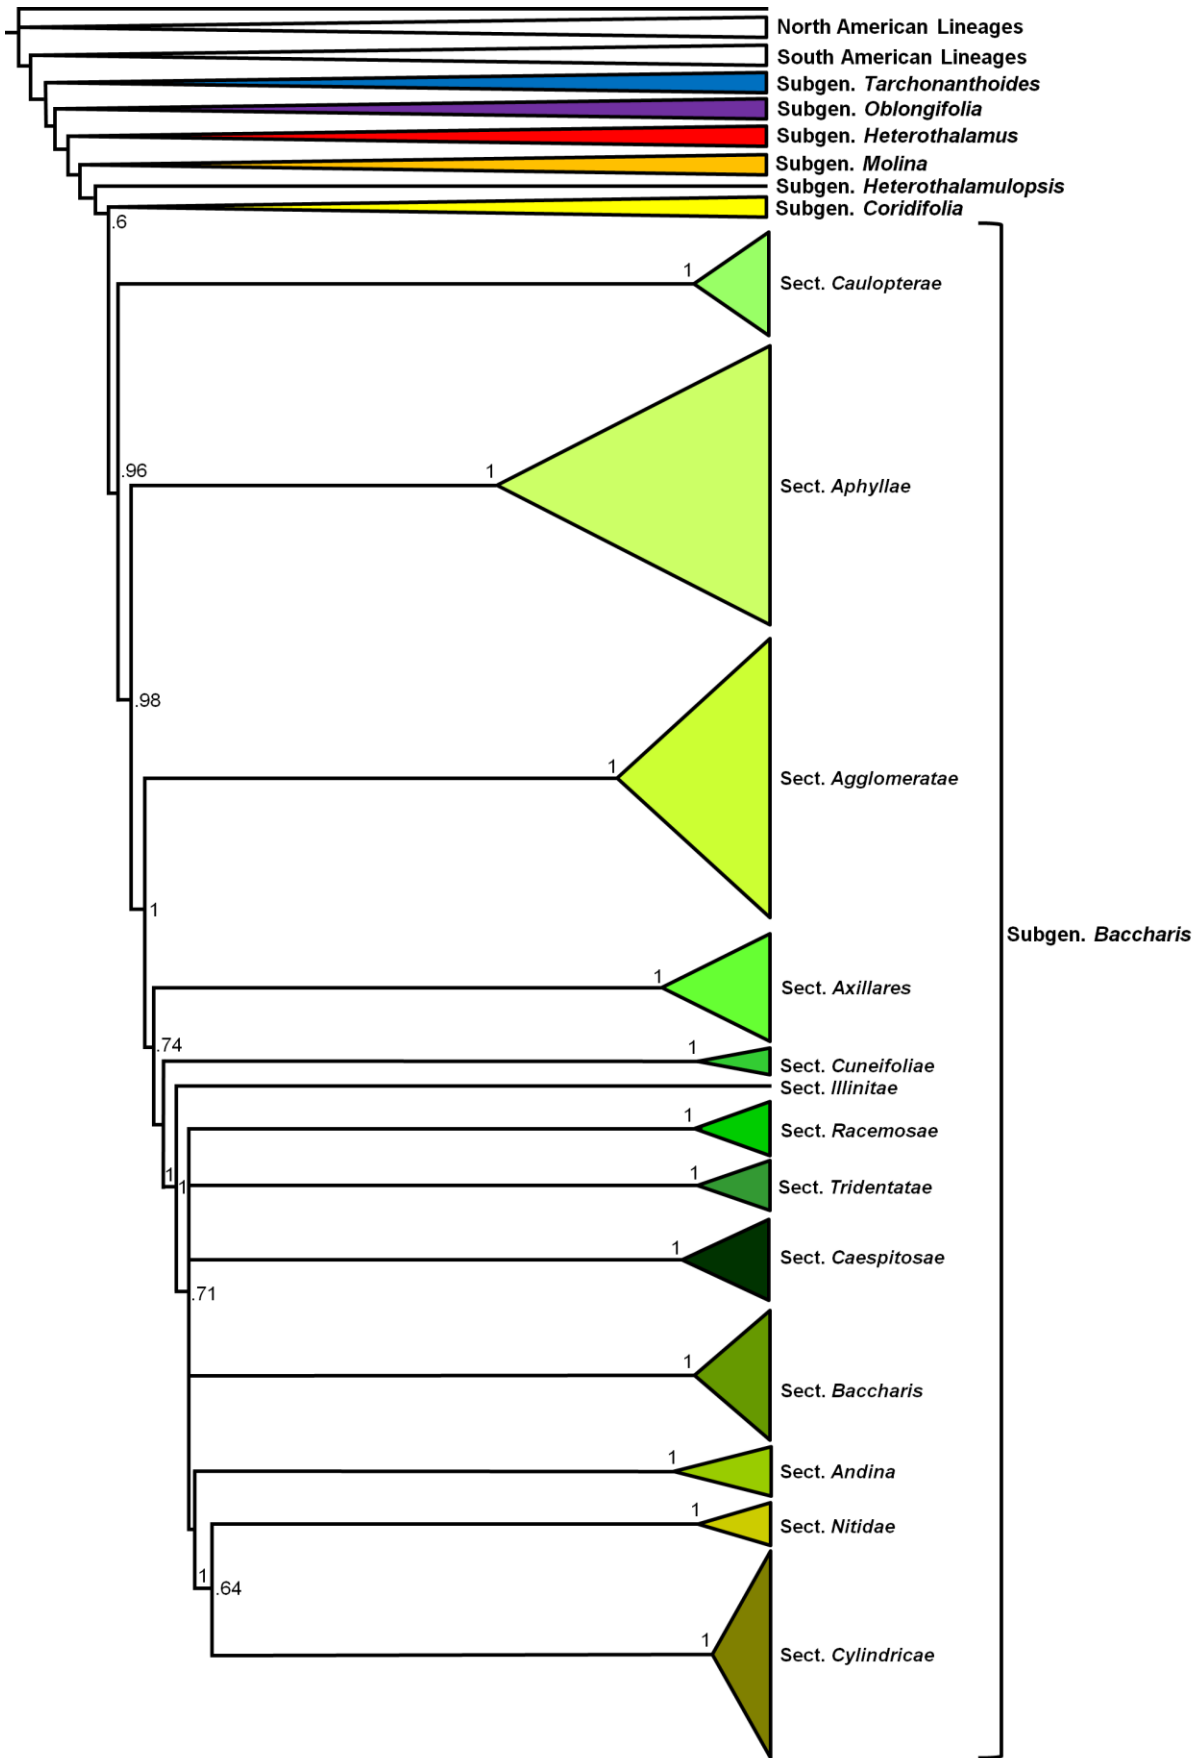 North American Lineages
South American Lineages
Subgen. Tarchonanthoides
Subgen. Oblongifolia
Subgen. Heterothalamus
Subgen. Molina
Subgen. Heterothalamulopsis
Subgen. Coridifolia
.6
1
Sect. Caulopterae
.96
1
Sect. Aphyllae
.98
1
Sect. Agglomeratae
1
Subgen. Baccharis
1
Sect. Axillares
.74
1
Sect. Cuneifoliae
Sect. Illinitae
1
Sect. Racemosae
1
1
1
Sect. Tridentatae
1
Sect. Caespitosae
.71
1
Sect. Baccharis
1
Sect. Andina
1
Sect. Nitidae
1
.64
1
Sect. Cylindricae